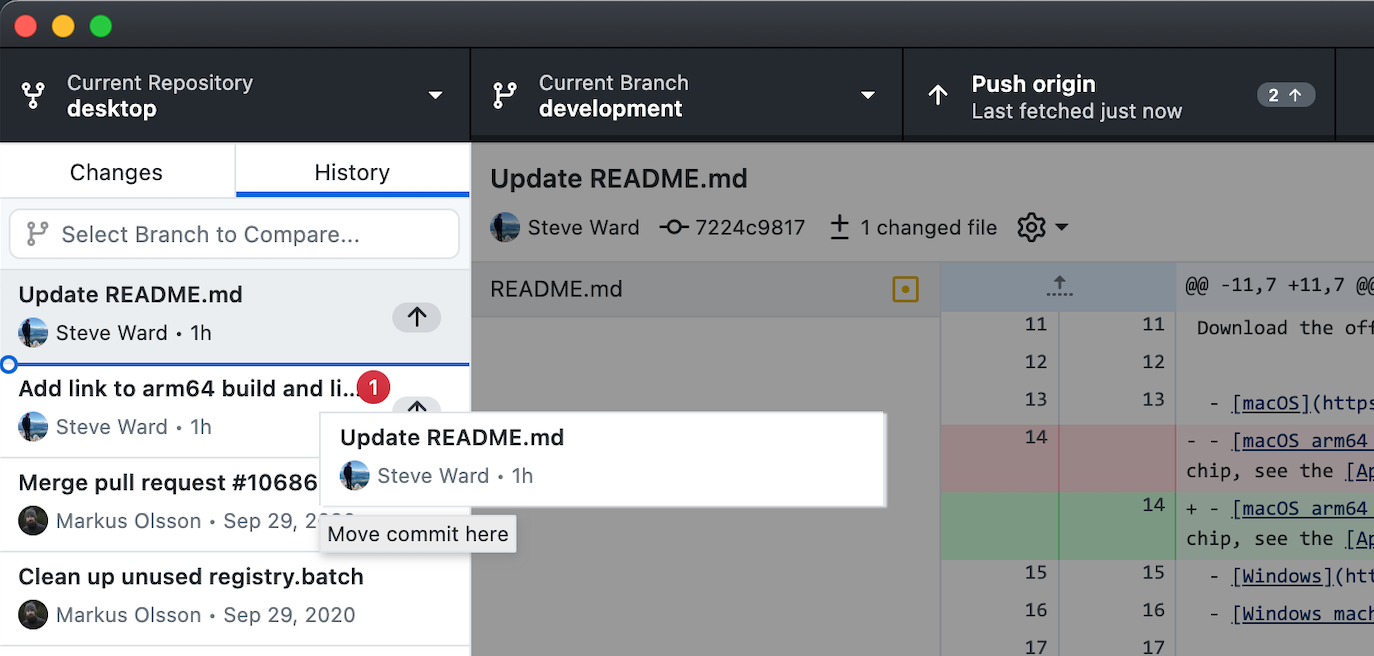 Current Repository
desktop
Current Branch
development
Push origin
Last fetched just now
2
Changes
History
Select Branch to Compare...
Update README.md
Steve Ward • 1h
Add link to arm64 build and li...
1
Steve Ward • 1h
Merge pull request #10686
Markus Olsson • Sep 29,
Clean up unused registry.batch
Markus Olsson • Sep 29, 2020
Update README.md
Steve Ward • 1h
Move commit here
Update README.md
Steve Ward 7224c9817 1 changed file
README.md
@@ -11,7 +11,7 @@
11 11 Download the off
12 12
13 13 - [macOS](https
14 - - [macOS arm64
chip, see the [Ap
14 + - [macOS arm64
chip, see the [Ap
15 15 - [Windows](htt
16 16 - [Windows mach
17 17